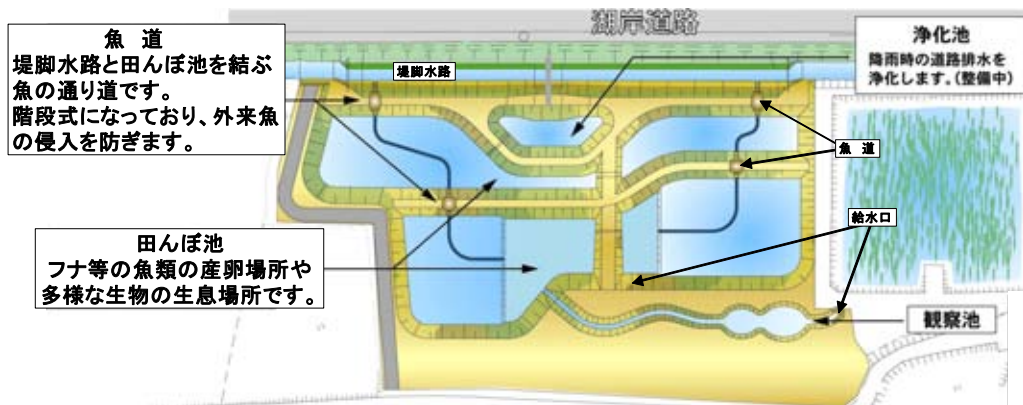 湖岸道路
魚 道
堤脚水路と田んぼ池を結ぶ
魚の通り道です。
階段式になっており、外来魚
の侵入を防ぎます。
堤脚水路
浄化池
降雨時の道路排水を
浄化します。(整備中)
魚 道
給水口
田んぼ池
フナ等の魚類の産卵場所や
多様な生物の生息場所です。
観察池